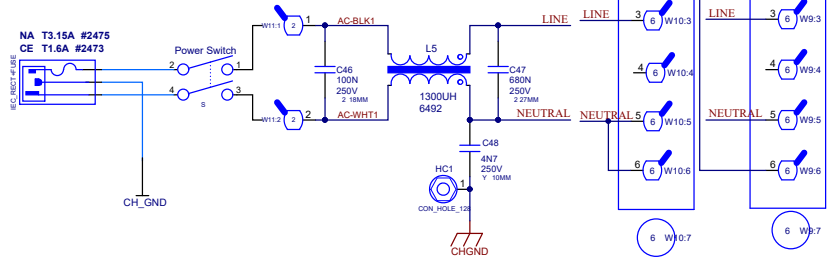 NA T3.15A #2475
CE T1.6A #2473
IEC_RECT+FUSE
Power Switch
2 1
4 3
S
CH_GND
W11:1 2 1 AC-BLK1
W11:2 2 2 AC-WHT1
C46
100N
250V
2 18MM
L5
1300UH
6492
C47
680N
250V
2 27MM
LINE
NEUTRAL
C48
4N7
250V
Y 10MM
HC1
1
CON_HOLE_128
CHGND
LINE 3 6 W10:3
4 6 W10:4
NEUTRAL 5 6 W10:5
6 6 W10:6
6 W10:7
LINE 3 6 W9:3
4 6 W9:4
NEUTRAL 5 6 W9:5
6 6 W9:6
6 W9:7